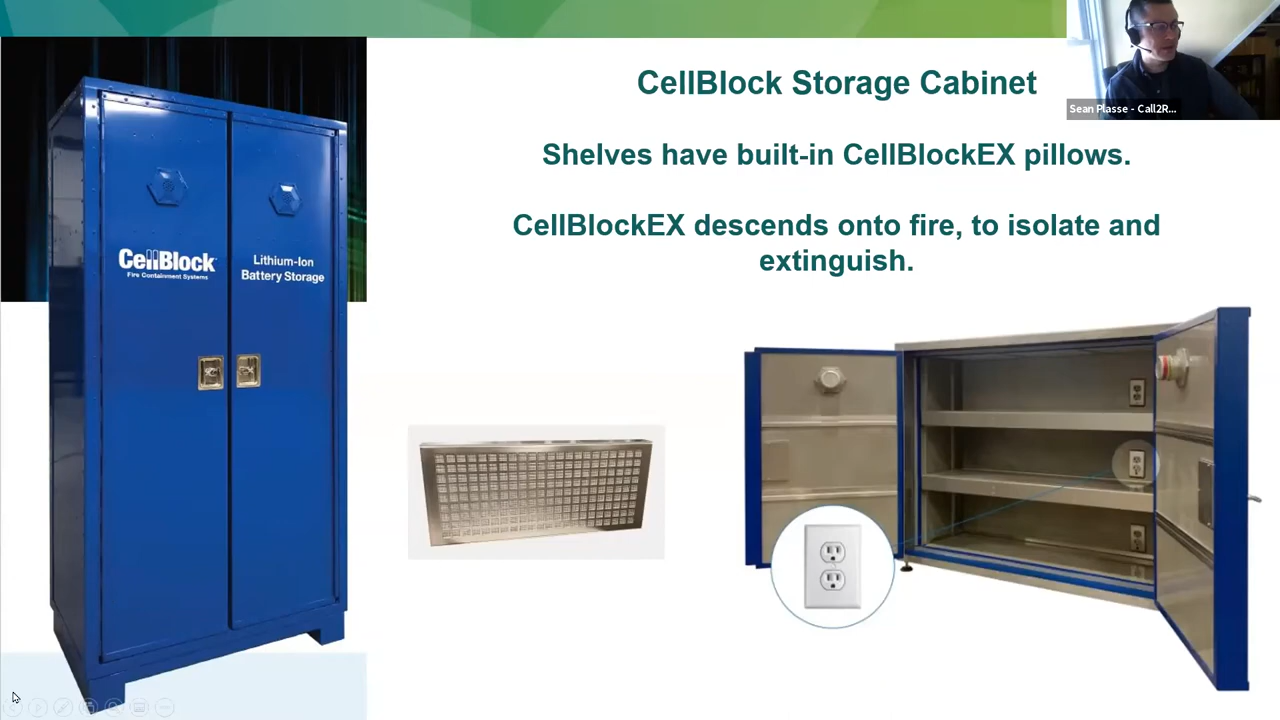 CellBlock Storage Cabinet
Sean Plasse - Call2R...
Shelves have built-in CellBlockEX pillows.
CellBlockEX descends onto fire, to isolate and
extinguish.
CellBlock
Fire Containment Systems
Lithium-Ion
Battery Storage